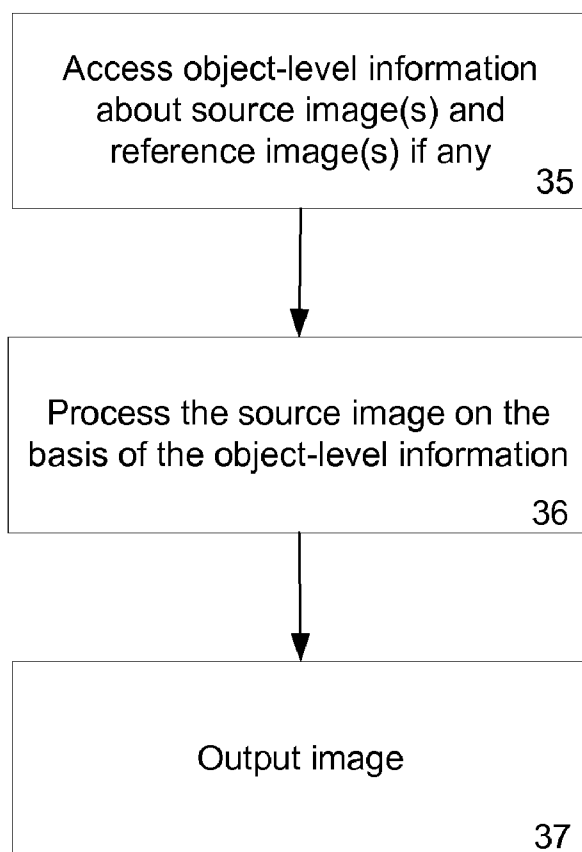 Access object-level information
about source image(s) and
reference image(s) if any
35
Process the source image on the
basis of the object-level information
36
Output image
37